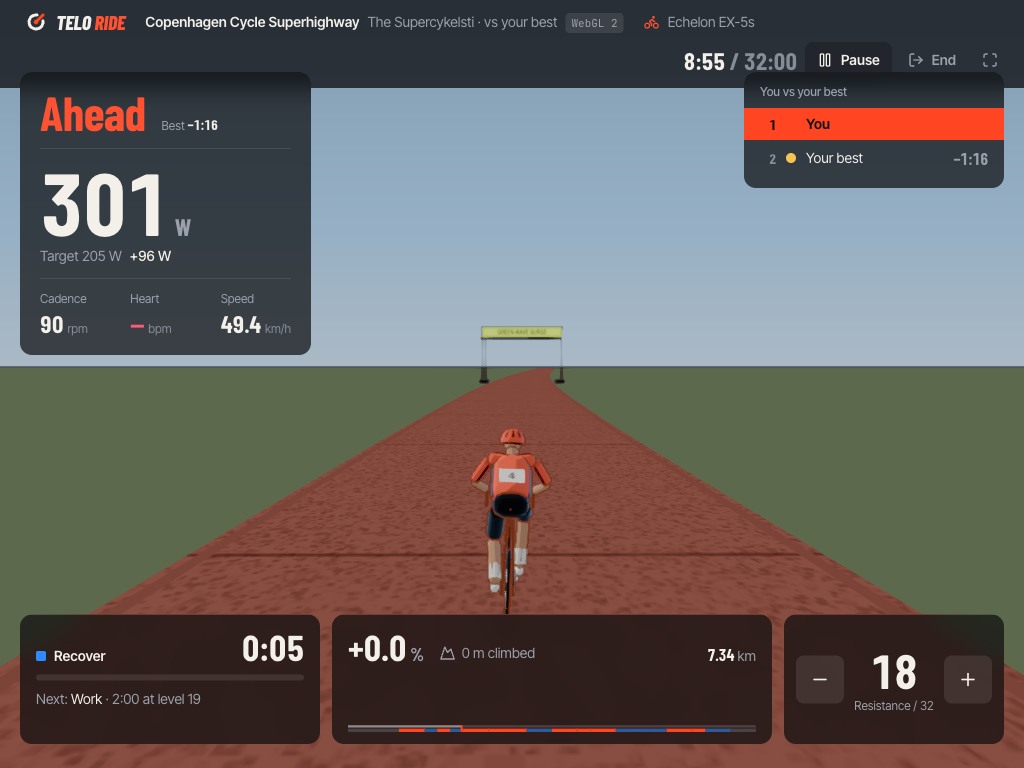 TELO RIDE Copenhagen Cycle Superhighway The Supercykelsti · vs your best WebGL 2 Echelon EX-5s
8:55 / 32:00 Pause End
Ahead Best −1:16
301 W
Target 205 W +96 W
Cadence Heart Speed
90 rpm — bpm 49.4 km/h
You vs your best
1 You
2 Your best −1:16
GREEN WAVE SURGE
4
Recover 0:05
Next: Work · 2:00 at level 19
+0.0 % 0 m climbed 7.34 km
− 18 +
Resistance / 32